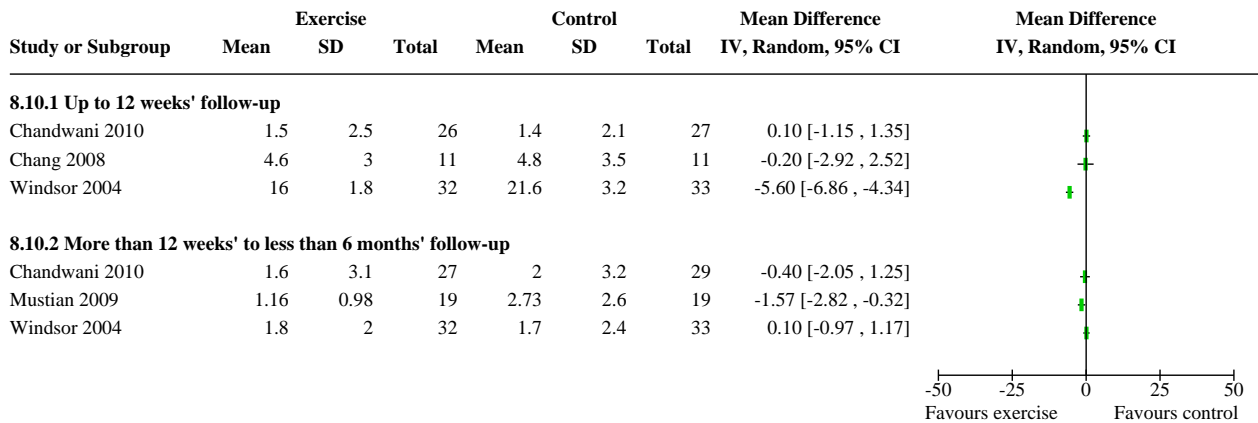 Exercise Control Mean Difference Mean Difference
Study or Subgroup Mean SD Total Mean SD Total IV, Random, 95% CI IV, Random, 95% CI
8.10.1 Up to 12 weeks' follow-up
Chandwani 2010 1.5 2.5 26 1.4 2.1 27 0.10 [-1.15 , 1.35]
Chang 2008 4.6 3 11 4.8 3.5 11 -0.20 [-2.92 , 2.52]
Windsor 2004 16 1.8 32 21.6 3.2 33 -5.60 [-6.86 , -4.34]
8.10.2 More than 12 weeks' to less than 6 months' follow-up
Chandwani 2010 1.6 3.1 27 2 3.2 29 -0.40 [-2.05 , 1.25]
Mustian 2009 1.16 0.98 19 2.73 2.6 19 -1.57 [-2.82 , -0.32]
Windsor 2004 1.8 2 32 1.7 2.4 33 0.10 [-0.97 , 1.17]
-50 -25 0 25 50
Favours exercise Favours control